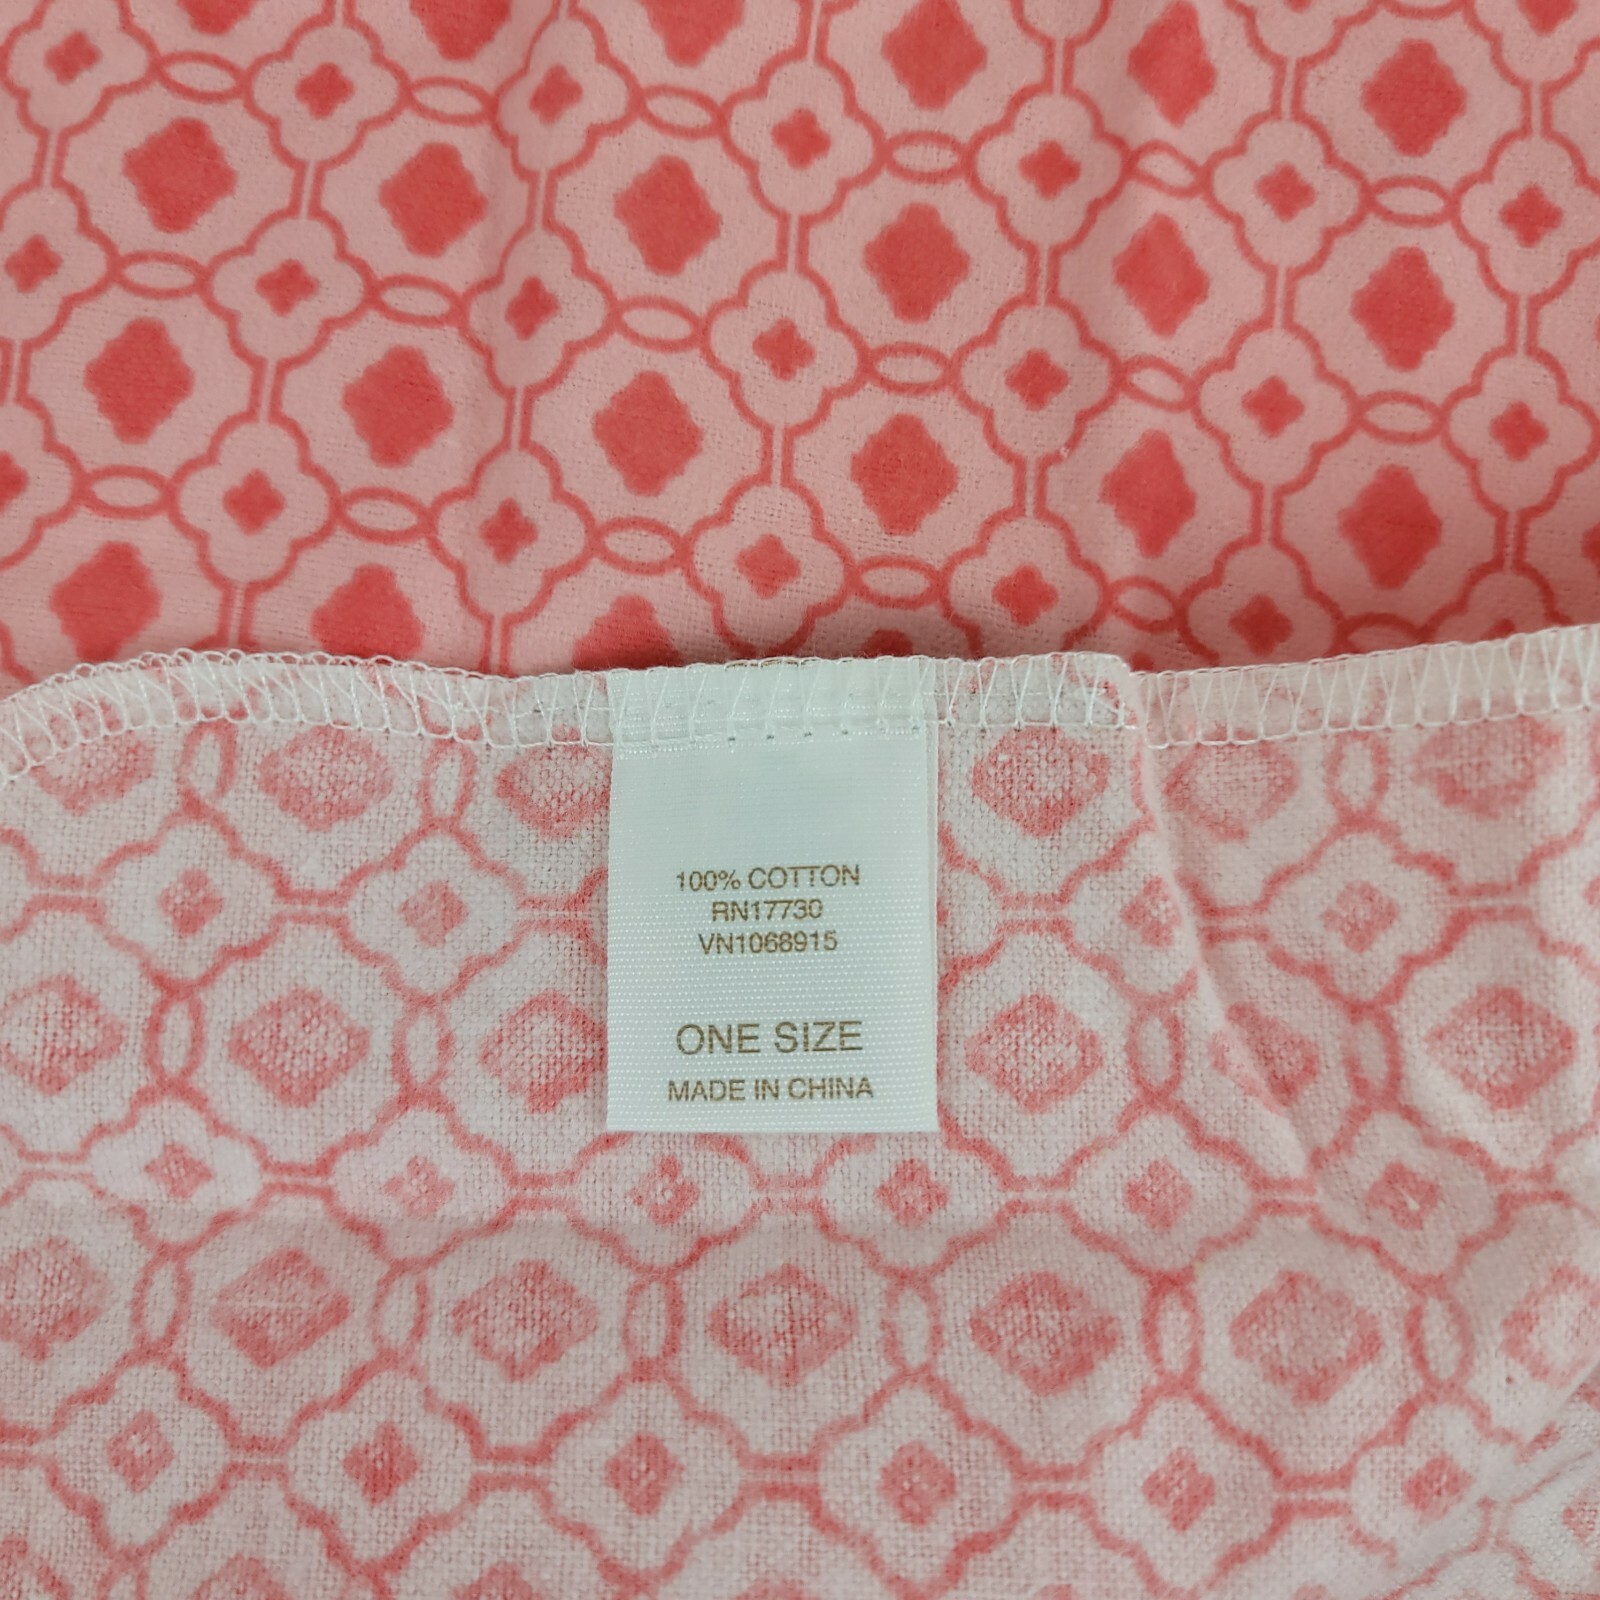 100% COTTON
RN17730
VN1068915
ONE SIZE
MADE IN CHINA